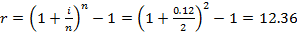 r = (1 + i/n)^n − 1 = (1 + 0.12/2)^2 − 1 = 12.36